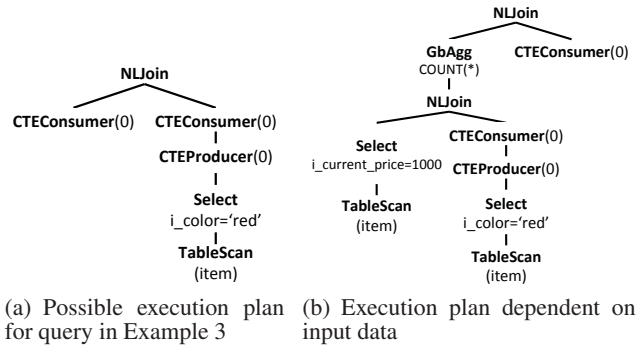 NLJoin
CTEConsumer(0) CTEConsumer(0)
CTEProducer(0)
Select
i_color=‘red’
TableScan
(item)
(a) Possible execution plan
for query in Example 3
NLJoin
GbAgg CTEConsumer(0)
COUNT(*)
NLJoin
Select
i_current_price=1000
TableScan
(item)
CTEConsumer(0)
CTEProducer(0)
Select
i_color=‘red’
TableScan
(item)
(b) Execution plan dependent on
input data